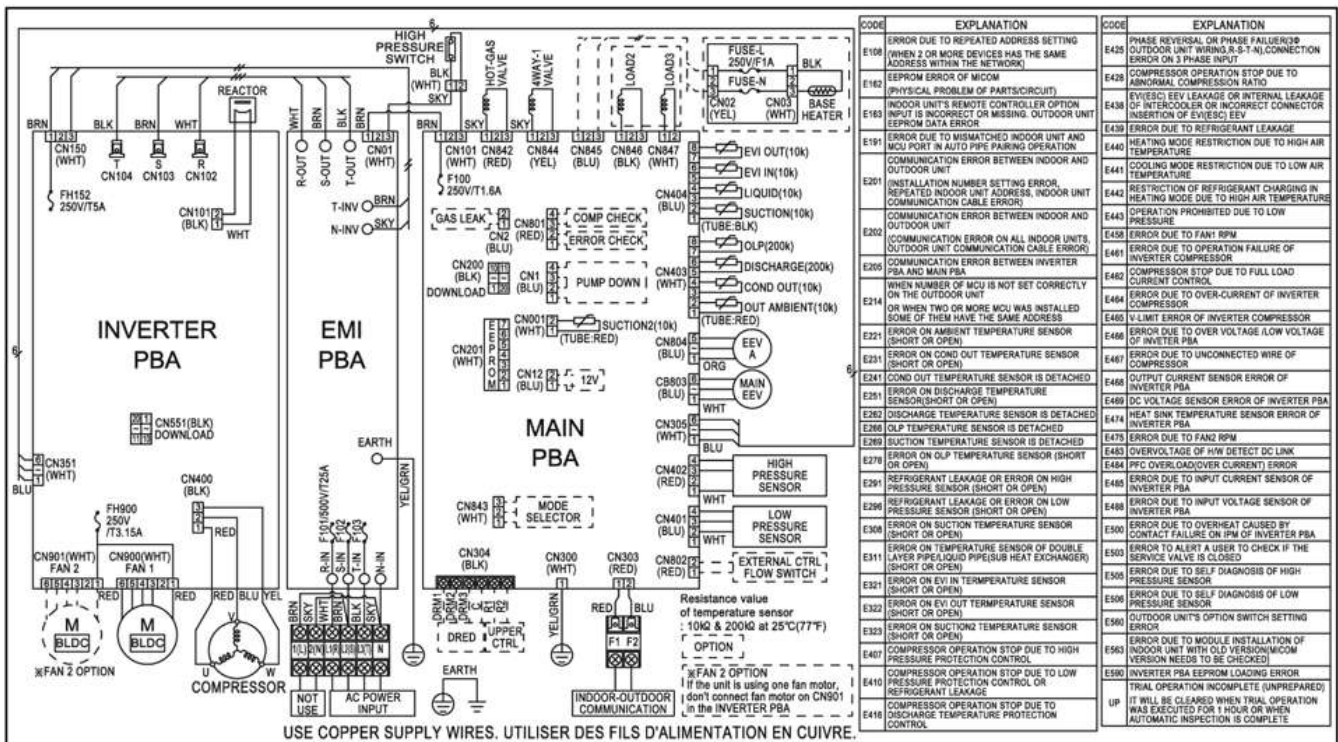 6
HIGH
PRESSURE
SWITCH
BLK
(WHT)
SKY
1 2
HOT-GAS
VALVE
4WAY-1
VALVE
LOAD2
LOAD3
FUSE-L
250V/F1A
FUSE-N
BLK
CN02
(YEL)
CN03
(WHT)
BASE
HEATER
REACTOR
BRN
BLK
BRN
WHT
WHT
BRN
BLK
BRN
BRN
SKY
SKY
CN150
(WHT)
T
CN104
S
CN103
R
CN102
R-OUT
S-OUT
T-OUT
CN01
(WHT)
CN101
(WHT)
CN842
(RED)
CN844
(YEL)
CN845
(BLU)
CN846
(BLK)
CN847
(WHT)
FH152
250V/T5A
F100
250V/T1.6A
CN101
(BLK)
WHT
T-INV
BRN
N-INV
SKY
GAS LEAK
CN2
(BLU)
CN801
(RED)
COMP CHECK
ERROR CHECK
CN200
(BLK)
DOWNLOAD
CN1
(BLU)
PUMP DOWN
CN001
(WHT)
SUCTION2(10k)
(TUBE:RED)
CN201
(WHT)
EEPROM
CN12
(BLU)
12V
EVI OUT(10k)
EVI IN(10k)
LIQUID(10k)
SUCTION(10k)
CN404
(BLU)
(TUBE:BLK)
OLP(200k)
DISCHARGE(200k)
COND OUT(10k)
OUT AMBIENT(10k)
CN403
(WHT)
(TUBE:RED)
CN804
(BLU)
EEV
A
ORG
CB803
(BLU)
MAIN
EEV
WHT
CN305
(WHT)
BLU
CN402
(RED)
HIGH
PRESSURE
SENSOR
WHT
CN401
(BLU)
LOW
PRESSURE
SENSOR
WHT
CN802
(RED)
EXTERNAL CTRL
FLOW SWITCH
INVERTER
PBA
EMI
PBA
MAIN
PBA
CN551(BLK)
DOWNLOAD
EARTH
YEL/GRN
CN351
(WHT)
BLU
CN400
(BLK)
RED
FH900
250V
/T3.15A
F101/500V/T25A
F102
F103
CN901(WHT)
FAN 2
CN900(WHT)
FAN 1
RED
RED
RED
RED
BLU
YEL
R-IN
S-IN
T-IN
N-IN
M
BLDC
M
BLDC
※FAN 2 OPTION
V
U
W
COMPRESSOR
BRN
SKY
WHT
BRN
BLK
SKY
1(L)
2(N)
L1(R)
L2(S)
L3(T)
N
NOT
USE
AC POWER
INPUT
CN843
(WHT)
MODE
SELECTOR
CN304
(BLK)
DRM1
DRM2
DRM3
C
P1
P2
DRED
UPPER
CTRL
EARTH
CN300
(WHT)
YEL/GRN
CN303
(RED)
RED
BLU
F1 F2
INDOOR-OUTDOOR
COMMUNICATION
Resistance value
of temperature sensor
: 10kΩ & 200kΩ at 25℃(77℉)
OPTION
※FAN 2 OPTION
If the unit is using one fan motor,
don't connect fan motor on CN901
in the INVERTER PBA
USE COPPER SUPPLY WIRES. UTILISER DES FILS D'ALIMENTATION EN CUIVRE.
CODE EXPLANATION
E108 ERROR DUE TO REPEATED ADDRESS SETTING
(WHEN 2 OR MORE DEVICES HAS THE SAME
ADDRESS WITHIN THE NETWORK)
E162 EEPROM ERROR OF MICOM
(PHYSICAL PROBLEM OF PARTS/CIRCUIT)
E163 INDOOR UNIT'S REMOTE CONTROLLER OPTION
INPUT IS INCORRECT OR MISSING. OUTDOOR UNIT
EEPROM DATA ERROR
E191 ERROR DUE TO MISMATCHED INDOOR UNIT AND
MCU PORT IN AUTO PIPE PAIRING OPERATION
E201 COMMUNICATION ERROR BETWEEN INDOOR AND
OUTDOOR UNIT
(INSTALLATION NUMBER SETTING ERROR,
REPEATED INDOOR UNIT ADDRESS, INDOOR UNIT
COMMUNICATION CABLE ERROR)
E202 COMMUNICATION ERROR BETWEEN INDOOR AND
OUTDOOR UNIT
(COMMUNICATION ERROR ON ALL INDOOR UNITS,
OUTDOOR UNIT COMMUNICATION CABLE ERROR)
E205 COMMUNICATION ERROR BETWEEN INVERTER
PBA AND MAIN PBA
E214 WHEN NUMBER OF MCU IS NOT SET CORRECTLY
ON THE OUTDOOR UNIT
OR WHEN TWO OR MORE MCU WAS INSTALLED
SOME OF THEM HAVE THE SAME ADDRESS
E221 ERROR ON AMBIENT TEMPERATURE SENSOR
(SHORT OR OPEN)
E231 ERROR ON COND OUT TEMPERATURE SENSOR
(SHORT OR OPEN)
E241 COND OUT TEMPERATURE SENSOR IS DETACHED
E251 ERROR ON DISCHARGE TEMPERATURE
SENSOR(SHORT OR OPEN)
E262 DISCHARGE TEMPERATURE SENSOR IS DETACHED
E266 OLP TEMPERATURE SENSOR IS DETACHED
E269 SUCTION TEMPERATURE SENSOR IS DETACHED
E276 ERROR ON OLP TEMPERATURE SENSOR (SHORT
OR OPEN)
E291 REFRIGERANT LEAKAGE OR ERROR ON HIGH
PRESSURE SENSOR (SHORT OR OPEN)
E296 REFRIGERANT LEAKAGE OR ERROR ON LOW
PRESSURE SENSOR (SHORT OR OPEN)
E308 ERROR ON SUCTION TEMPERATURE SENSOR
(SHORT OR OPEN)
E311 ERROR ON TEMPERATURE SENSOR OF DOUBLE
LAYER PIPE/LIQUID PIPE(SUB HEAT EXCHANGER)
(SHORT OR OPEN)
E321 ERROR ON EVI IN TEMPERATURE SENSOR
(SHORT OR OPEN)
E322 ERROR ON EVI OUT TERMPERATURE SENSOR
(SHORT OR OPEN)
E323 ERROR ON SUCTION2 TEMPERATURE SENSOR
(SHORT OR OPEN)
E407 COMPRESSOR OPERATION STOP DUE TO HIGH
PRESSURE PROTECTION CONTROL
E410 COMPRESSOR OPERATION STOP DUE TO LOW
PRESSURE PROTECTION CONTROL OR
REFRIGERANT LEAKAGE
E416 COMPRESSOR OPERATION STOP DUE TO
DISCHARGE TEMPERATURE PROTECTION
CONTROL
CODE EXPLANATION
E425 PHASE REVERSAL OR PHASE FAILUER(3Φ
OUTDOOR UNIT WIRING,R-S-T-N),CONNECTION
ERROR ON 3 PHASE INPUT
E428 COMPRESSOR OPERATION STOP DUE TO
ABNORMAL COMPRESSION RATIO
E438 EVI(ESC) EEV LEAKAGE OR INTERNAL LEAKAGE
OF INTERCOOLER OR INCORRECT CONNECTOR
INSERTION OF EVI(ESC) EEV
E439 ERROR DUE TO REFRIGERANT LEAKAGE
E440 HEATING MODE RESTRICTION DUE TO HIGH AIR
TEMPERATURE
E441 COOLING MODE RESTRICTION DUE TO LOW AIR
TEMPERATURE
E442 RESTRICTION OF REFRIGERANT CHARGING IN
HEATING MODE DUE TO HIGH AIR TEMPERATURE
E443 OPERATION PROHIBITED DUE TO LOW
PRESSURE
E458 ERROR DUE TO FAN1 RPM
E461 ERROR DUE TO OPERATION FAILURE OF
INVERTER COMPRESSOR
E462 COMPRESSOR STOP DUE TO FULL LOAD
CURRENT CONTROL
E464 ERROR DUE TO OVER-CURRENT OF INVERTER
COMPRESSOR
E465 V-LIMIT ERROR OF INVERTER COMPRESSOR
E466 ERROR DUE TO OVER VOLTAGE /LOW VOLTAGE
OF INVETER PBA
E467 ERROR DUE TO UNCONNECTED WIRE OF
COMPRESSOR
E468 OUTPUT CURRENT SENSOR ERROR OF
INVERTER PBA
E469 DC VOLTAGE SENSOR ERROR OF INVERTER PBA
E474 HEAT SINK TEMPERATURE SENSOR ERROR OF
INVERTER PBA
E475 ERROR DUE TO FAN2 RPM
E483 OVERVOLTAGE OF H/W DETECT DC LINK
E484 PFC OVERLOAD(OVER CURRENT) ERROR
E485 ERROR DUE TO INPUT CURRENT SENSOR OF
INVERTER PBA
E488 ERROR DUE TO INPUT VOLTAGE SENSOR OF
INVERTER PBA
E500 ERROR DUE TO OVERHEAT CAUSED BY
CONTACT FAILURE ON IPM OF INVERTER PBA
E503 ERROR TO ALERT A USER TO CHECK IF THE
SERVICE VALVE IS CLOSED
E505 ERROR DUE TO SELF DIAGNOSIS OF HIGH
PRESSURE SENSOR
E506 ERROR DUE TO SELF DIAGNOSIS OF LOW
PRESSURE SENSOR
E560 OUTDOOR UNIT'S OPTION SWITCH SETTING
ERROR
E563 ERROR DUE TO MODULE INSTALLATION OF
INDOOR UNIT WITH OLD VERSION(MICOM
VERSION NEEDS TO BE CHECKED)
E590 INVERTER PBA EEPROM LOADING ERROR
UP TRIAL OPERATION INCOMPLETE (UNPREPARED)
IT WILL BE CLEARED WHEN TRIAL OPERATION
WAS EXECUTED FOR 1 HOUR OR WHEN
AUTOMATIC INSPECTION IS COMPLETE